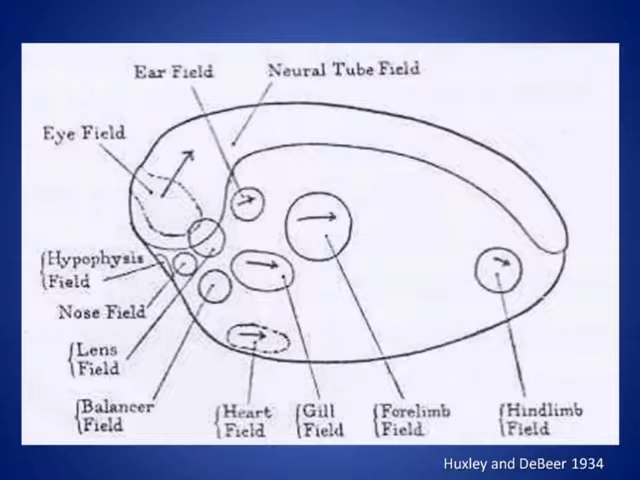 Ear Field
Neural Tube Field
Eye Field
Hypophysis
Field
Nose Field
Lens
Field
Balancer
Field
Heart
Field
Gill
Field
Forelimb
Field
Hindlimb
Field
Huxley and DeBeer 1934